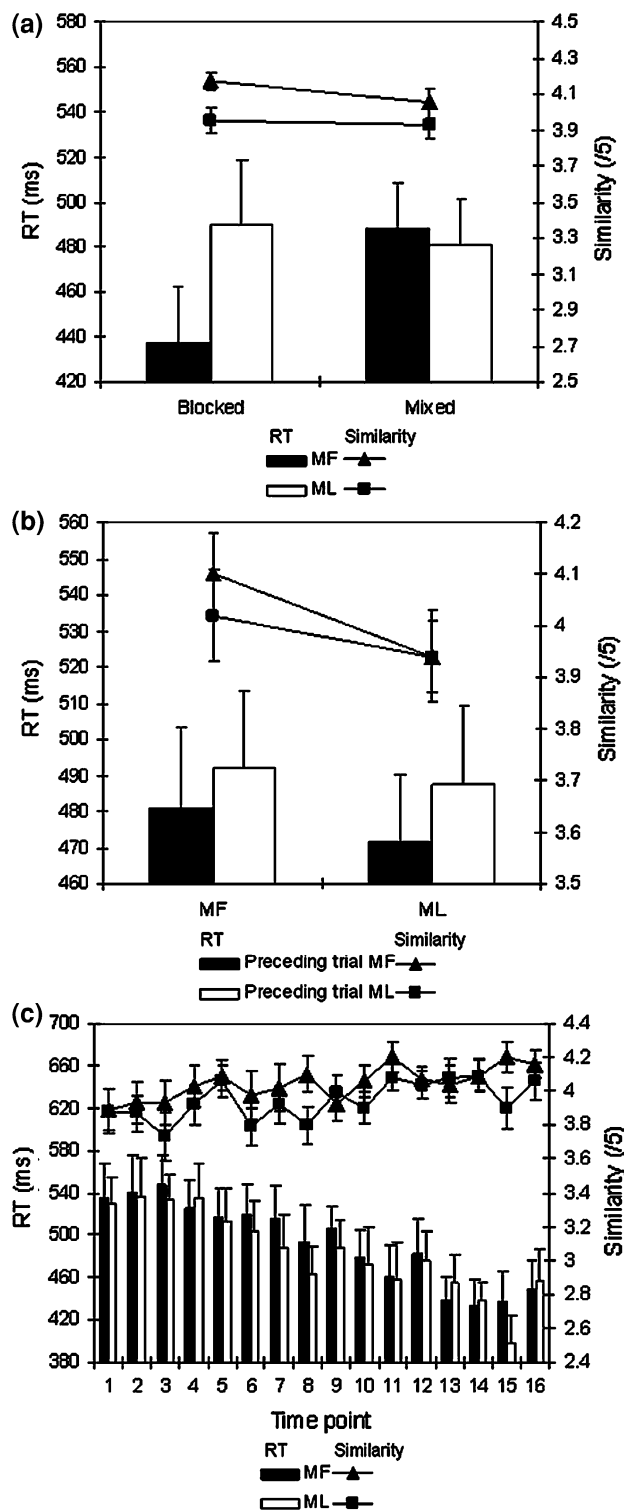 (a)
580
560
540
520
500
480
460
440
420
RT (ms)
4.5
4.3
4.1
3.9
3.7
3.5
3.3
3.1
2.9
2.7
2.5
Similarity (/5)
Blocked Mixed
RT Similarity
MF
ML
(b)
560
550
540
530
520
510
500
490
480
470
460
RT (ms)
4.2
4.1
4
3.9
3.8
3.7
3.6
3.5
Similarity (/5)
MF ML
RT Similarity
Preceding trial MF
Preceding trial ML
(c)
700
660
620
580
540
500
460
420
380
RT (ms)
4.4
4.2
4
3.8
3.6
3.4
3.2
3
2.8
2.6
2.4
Similarity (/5)
1 2 3 4 5 6 7 8 9 10 11 12 13 14 15 16
Time point
RT Similarity
MF
ML